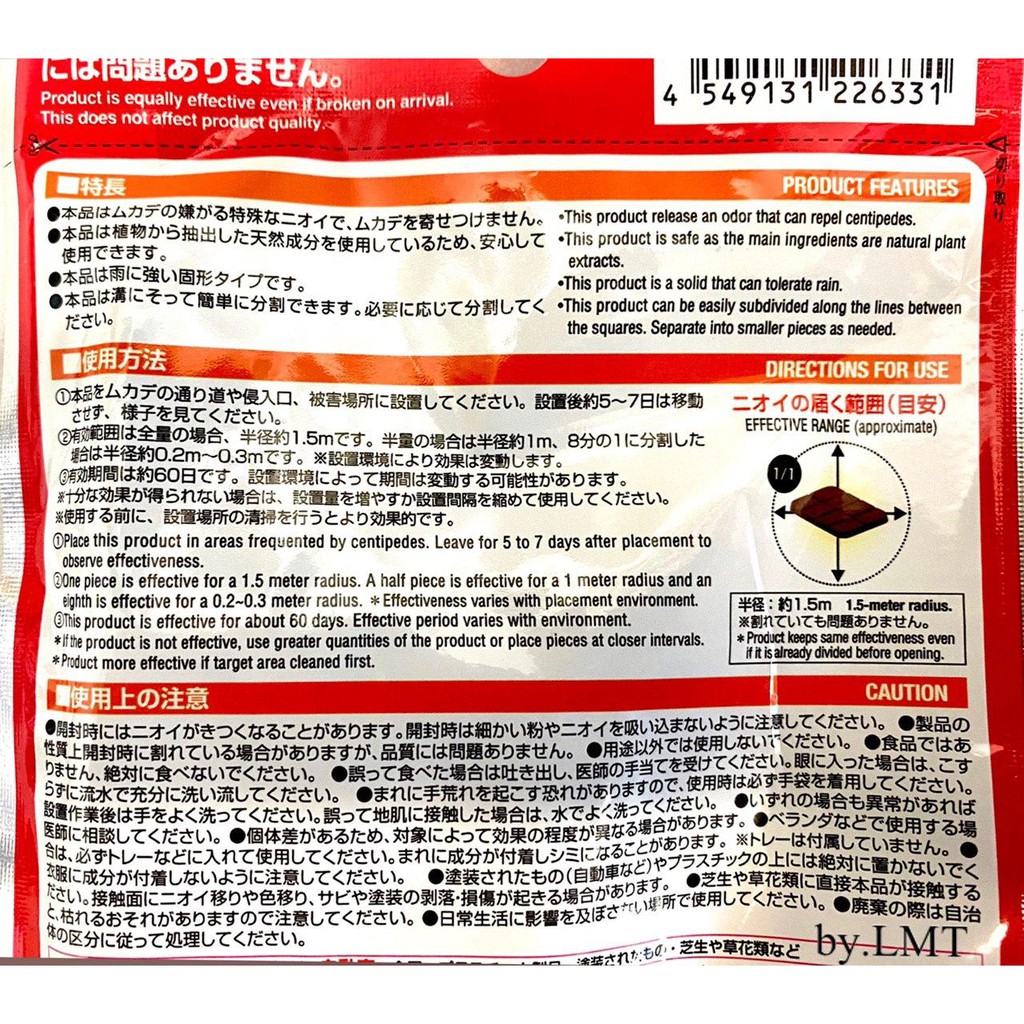 には問題ありません。
Product is equally effective even if broken on arrival.
This does not affect product quality.
4 549131 226331
切り取り
■特長
PRODUCT FEATURES
●本品はムカデの嫌がる特殊なニオイで、ムカデを寄せつけません。
●本品は植物から抽出した天然成分を使用しているため、安心して
使用できます。
●本品は雨に強い固形タイプです。
●本品は溝にそって簡単に分割できます。必要に応じて分割してく
ださい。
•This product release an odor that can repel centipedes.
•This product is safe as the main ingredients are natural plant
extracts.
•This product is a solid that can tolerate rain.
•This product can be easily subdivided along the lines between
the squares. Separate into smaller pieces as needed.
■使用方法
DIRECTIONS FOR USE
①本品をムカデの通り道や侵入口、被害場所に設置してください。設置後約5〜7日は移動
させず、様子を見てください。
②有効範囲は全量の場合、半径約1.5mです。半量の場合は半径約1m、8分の1に分割した
場合は半径約0.2m〜0.3mです。※設置環境により効果は変動します。
③有効期間は約60日です。設置環境によって期間は変動する可能性があります。
※十分な効果が得られない場合は、設置量を増やすか設置間隔を縮めて使用してください。
※使用する前に、設置場所の清掃を行うとより効果的です。
①Place this product in areas frequented by centipedes. Leave for 5 to 7 days after placement to
observe effectiveness.
②One piece is effective for a 1.5 meter radius. A half piece is effective for a 1 meter radius and an
eighth is effective for a 0.2~0.3 meter radius. *Effectiveness varies with placement environment.
③This product is effective for about 60 days. Effective period varies with environment.
*If the product is not effective, use greater quantities of the product or place pieces at closer intervals.
*Product more effective if target area cleaned first.
ニオイの届く範囲(目安)
EFFECTIVE RANGE (approximate)
1/1
半径:約1.5m 1.5-meter radius.
※割れていても問題ありません。
*Product keeps same effectiveness even
if it is already divided before opening.
■使用上の注意
CAUTION
●開封時にはニオイがきつくなることがあります。開封時は細かい粉やニオイを吸い込まないように注意してください。 ●製品の
性質上開封時に割れている場合がありますが、品質には問題ありません。 ●用途以外では使用しないでください。 ●食品ではあ
りません、絶対に食べないでください。 ●誤って食べた場合は吐き出し、医師の手当てを受けてください。眼に入った場合は、こす
らずに流水で充分に洗い流してください。 ●まれに手荒れを起こす恐れがありますので、使用時は必ず手袋を着用してください。
設置作業後は手をよく洗ってください。誤って地肌に接触した場合は、水でよく洗ってください。 ●いずれの場合も異常があれば
医師に相談してください。 ●個体差があるため、対象によって効果の程度が異なる場合があります。 ●ベランダなどで使用する場
合は、必ずトレーなどに入れて使用してください。まれに成分が付着しシミになることがあります。※トレーは付属していません。 ●
衣服に成分が付着しないように注意してください。 ●塗装されたもの(自動車など)やプラスチックの上には絶対に置かないでく
ださい。接触面にニオイ移りや色移り、サビや塗装の剥落・損傷が起きる場合があります。 ●芝生や草花類に直接本品が接触する
と、枯れるおそれがありますので注意してください。 ●日常生活に影響を及ぼさない場所で使用してください。 ●廃棄の際は自治
体の区分に従って処理してください。
塗装されたもの・芝生や草花類など
by.LMT